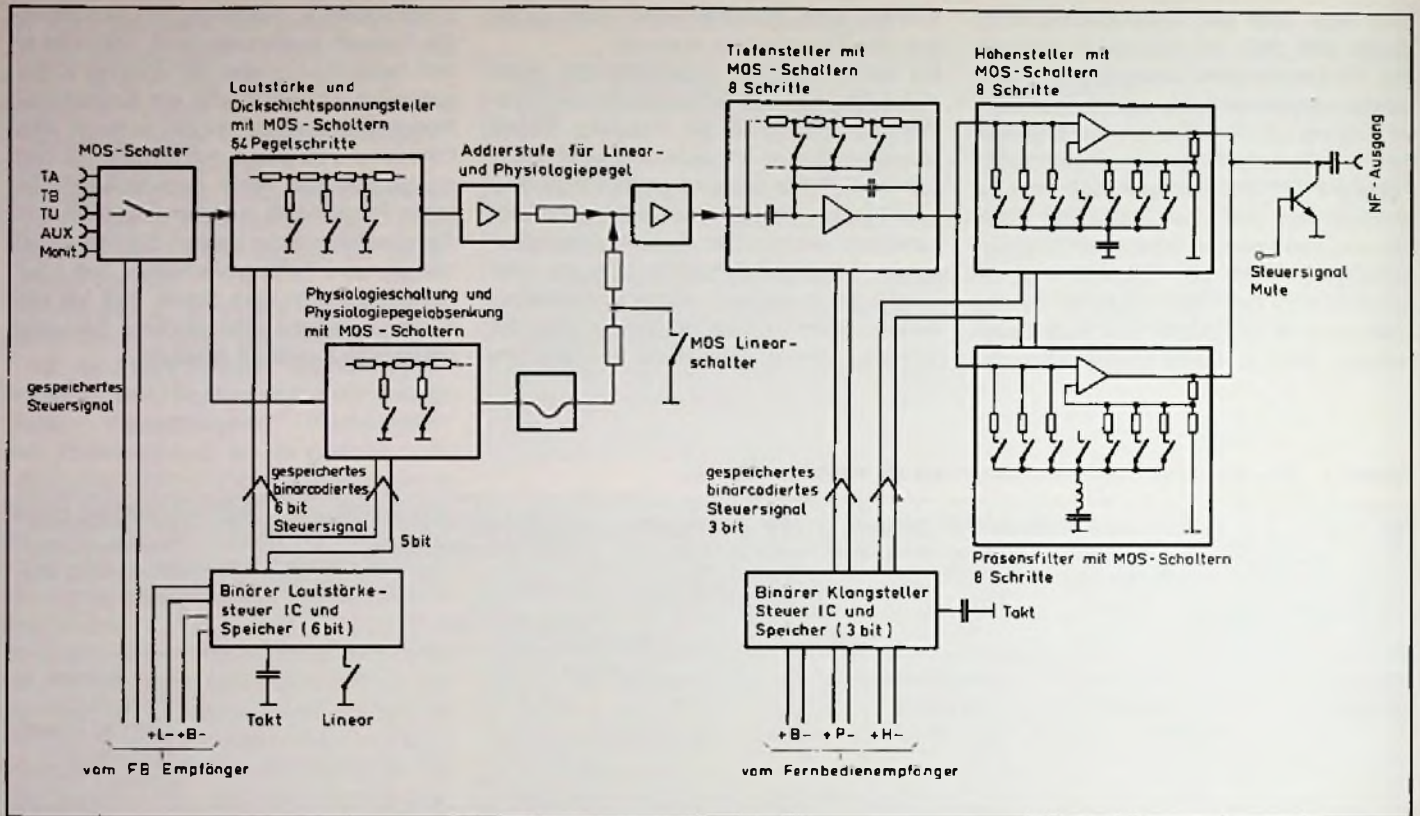 MOS-Schalter
TA
TB
TU
AUX
Monit
Lautstärke und
Dickschichtspannungsteiler
mit MOS-Schaltern
64 Pegelschritte
Addierstufe für Linear-
und Physiologiepegel
Tiefensteller mit
MOS-Schaltern
8 Schritte
Höhensteller mit
MOS-Schaltern
8 Schritte
NF-Ausgang
Steuersignal
Mute
Physiologieschaltung und
Physiologiepegelabsenkung
mit MOS-Schaltern
MOS Linear-
schalter
gespeichertes
Steuersignal
gespeichertes
binärcodiertes
6 bit
Steuersignal
5bit
gespeichertes
binärcodiertes
Steuersignal
3 bit
Präsensfilter mit MOS-Schaltern
8 Schritte
Binärer Lautstärke-
steuer IC und
Speicher (6 bit)
Takt
Linear
+L- +B-
vom FB Empfänger
Binärer Klangsteller
Steuer IC und
Speicher (3 bit)
Takt
+B- +P- +H-
vom Fernbedienempfänger